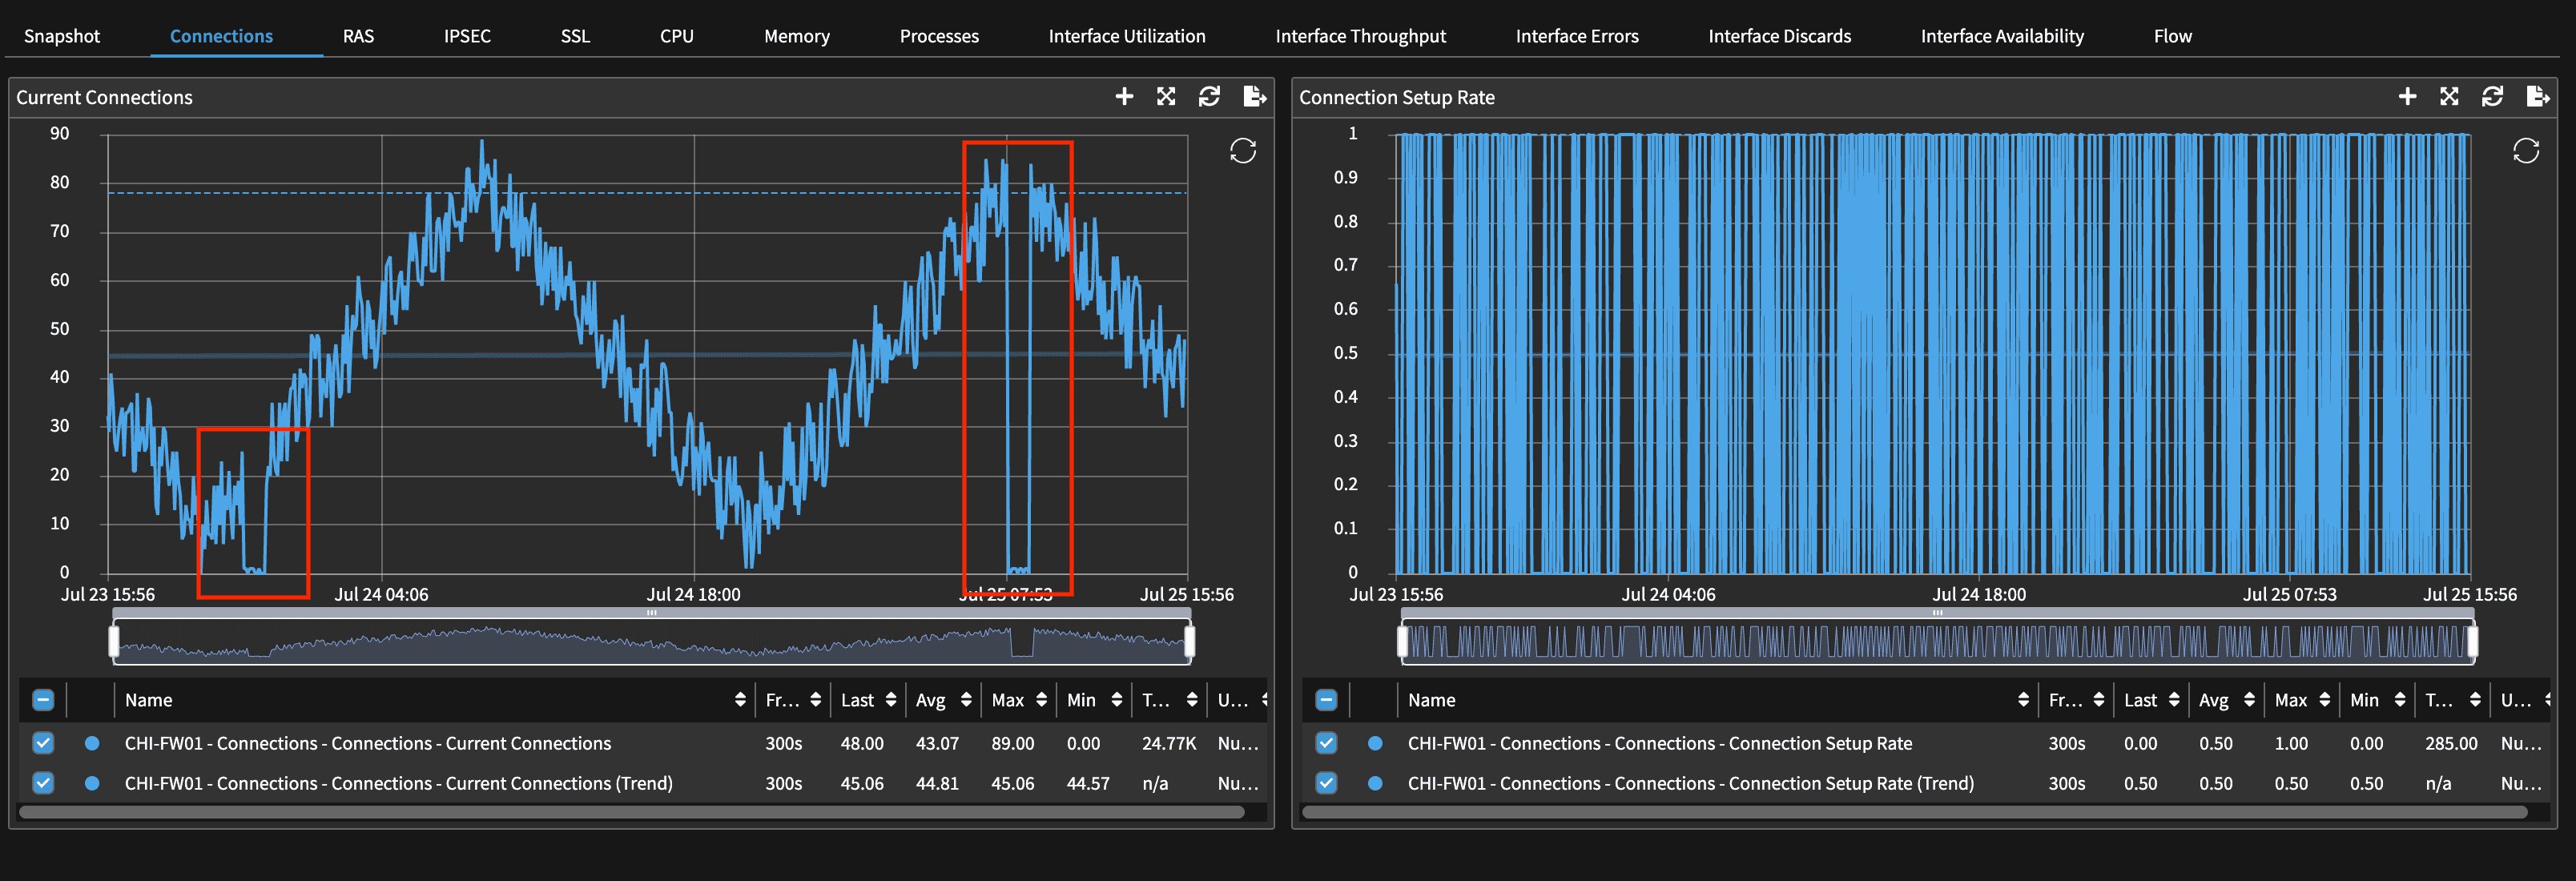 Snapshot Connections RAS IPSEC SSL CPU Memory Processes Interface Utilization Interface Throughput Interface Errors Interface Discards Interface Availability Flow
Current Connections
90
80
70
60
50
40
30
20
10
0
Jul 23 15:56 Jul 24 04:06 Jul 24 18:00 Jul 25 07:53 Jul 25 15:56
Name Fr... Last Avg Max Min T... U...
CHI-FW01 - Connections - Connections - Current Connections 300s 48.00 43.07 89.00 0.00 24.77K Nu...
CHI-FW01 - Connections - Connections - Current Connections (Trend) 300s 45.06 44.81 45.06 44.57 n/a Nu...
Connection Setup Rate
1
0.9
0.8
0.7
0.6
0.5
0.4
0.3
0.2
0.1
0
Jul 23 15:56 Jul 24 04:06 Jul 24 18:00 Jul 25 07:53 Jul 25 15:56
Name Fr... Last Avg Max Min T... U...
CHI-FW01 - Connections - Connections - Connection Setup Rate 300s 0.00 0.50 1.00 0.00 285.00 Nu...
CHI-FW01 - Connections - Connections - Connection Setup Rate (Trend) 300s 0.50 0.50 0.50 0.50 n/a Nu...